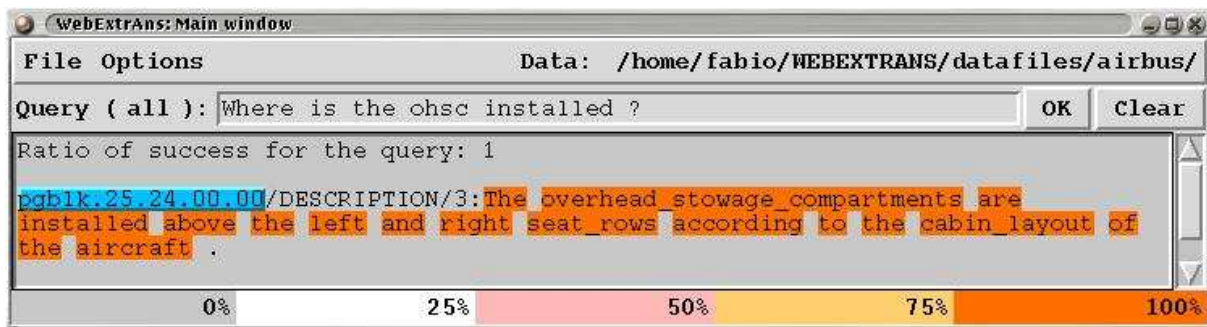 WebExtrAns: Main window
File Options Data: /home/fabio/WEBEXTRANS/datafiles/airbus/
Query ( all ): Where is the ohsc installed ? OK Clear
Ratio of success for the query: 1
pgblk.25.24.00.00/DESCRIPTION/3:The overhead_stowage_compartments are
installed above the left and right seat_rows according to the cabin_layout of
the aircraft .
0% 25% 50% 75% 100%